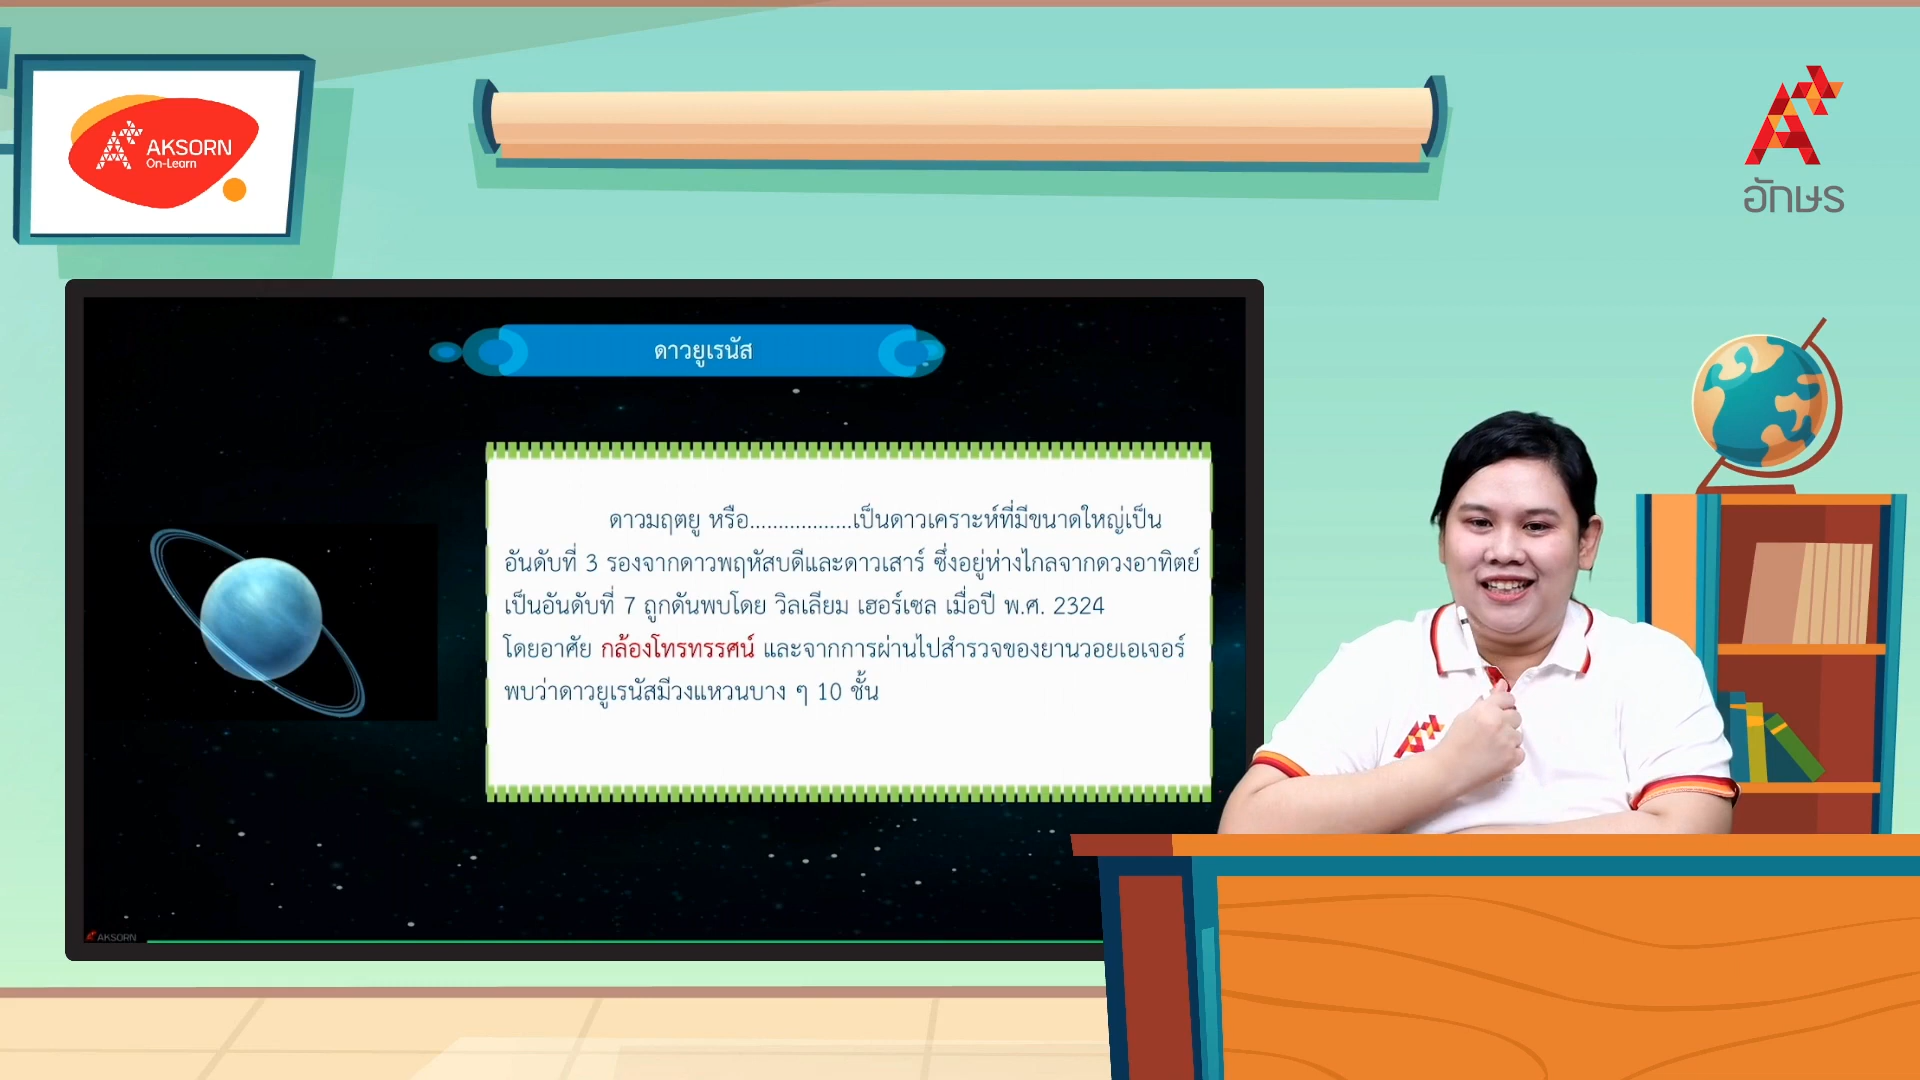 AKSORN
On-Learn
อักษร
ดาวยูเรนัส
ดาวมฤตยู หรือ..................เป็นดาวเคราะห์ที่มีขนาดใหญ่เป็น
อันดับที่ 3 รองจากดาวพฤหัสบดีและดาวเสาร์ ซึ่งอยู่ห่างไกลจากดวงอาทิตย์
เป็นอันดับที่ 7 ถูกดันพบโดย วิลเลียม เฮอร์เชล เมื่อปี พ.ศ. 2324
โดยอาศัย กล้องโทรทรรศน์ และจากการผ่านไปสำรวจของยานวอยเอเจอร์
พบว่าดาวยูเรนัสมีวงแหวนบาง ๆ 10 ชั้น
AKSORN